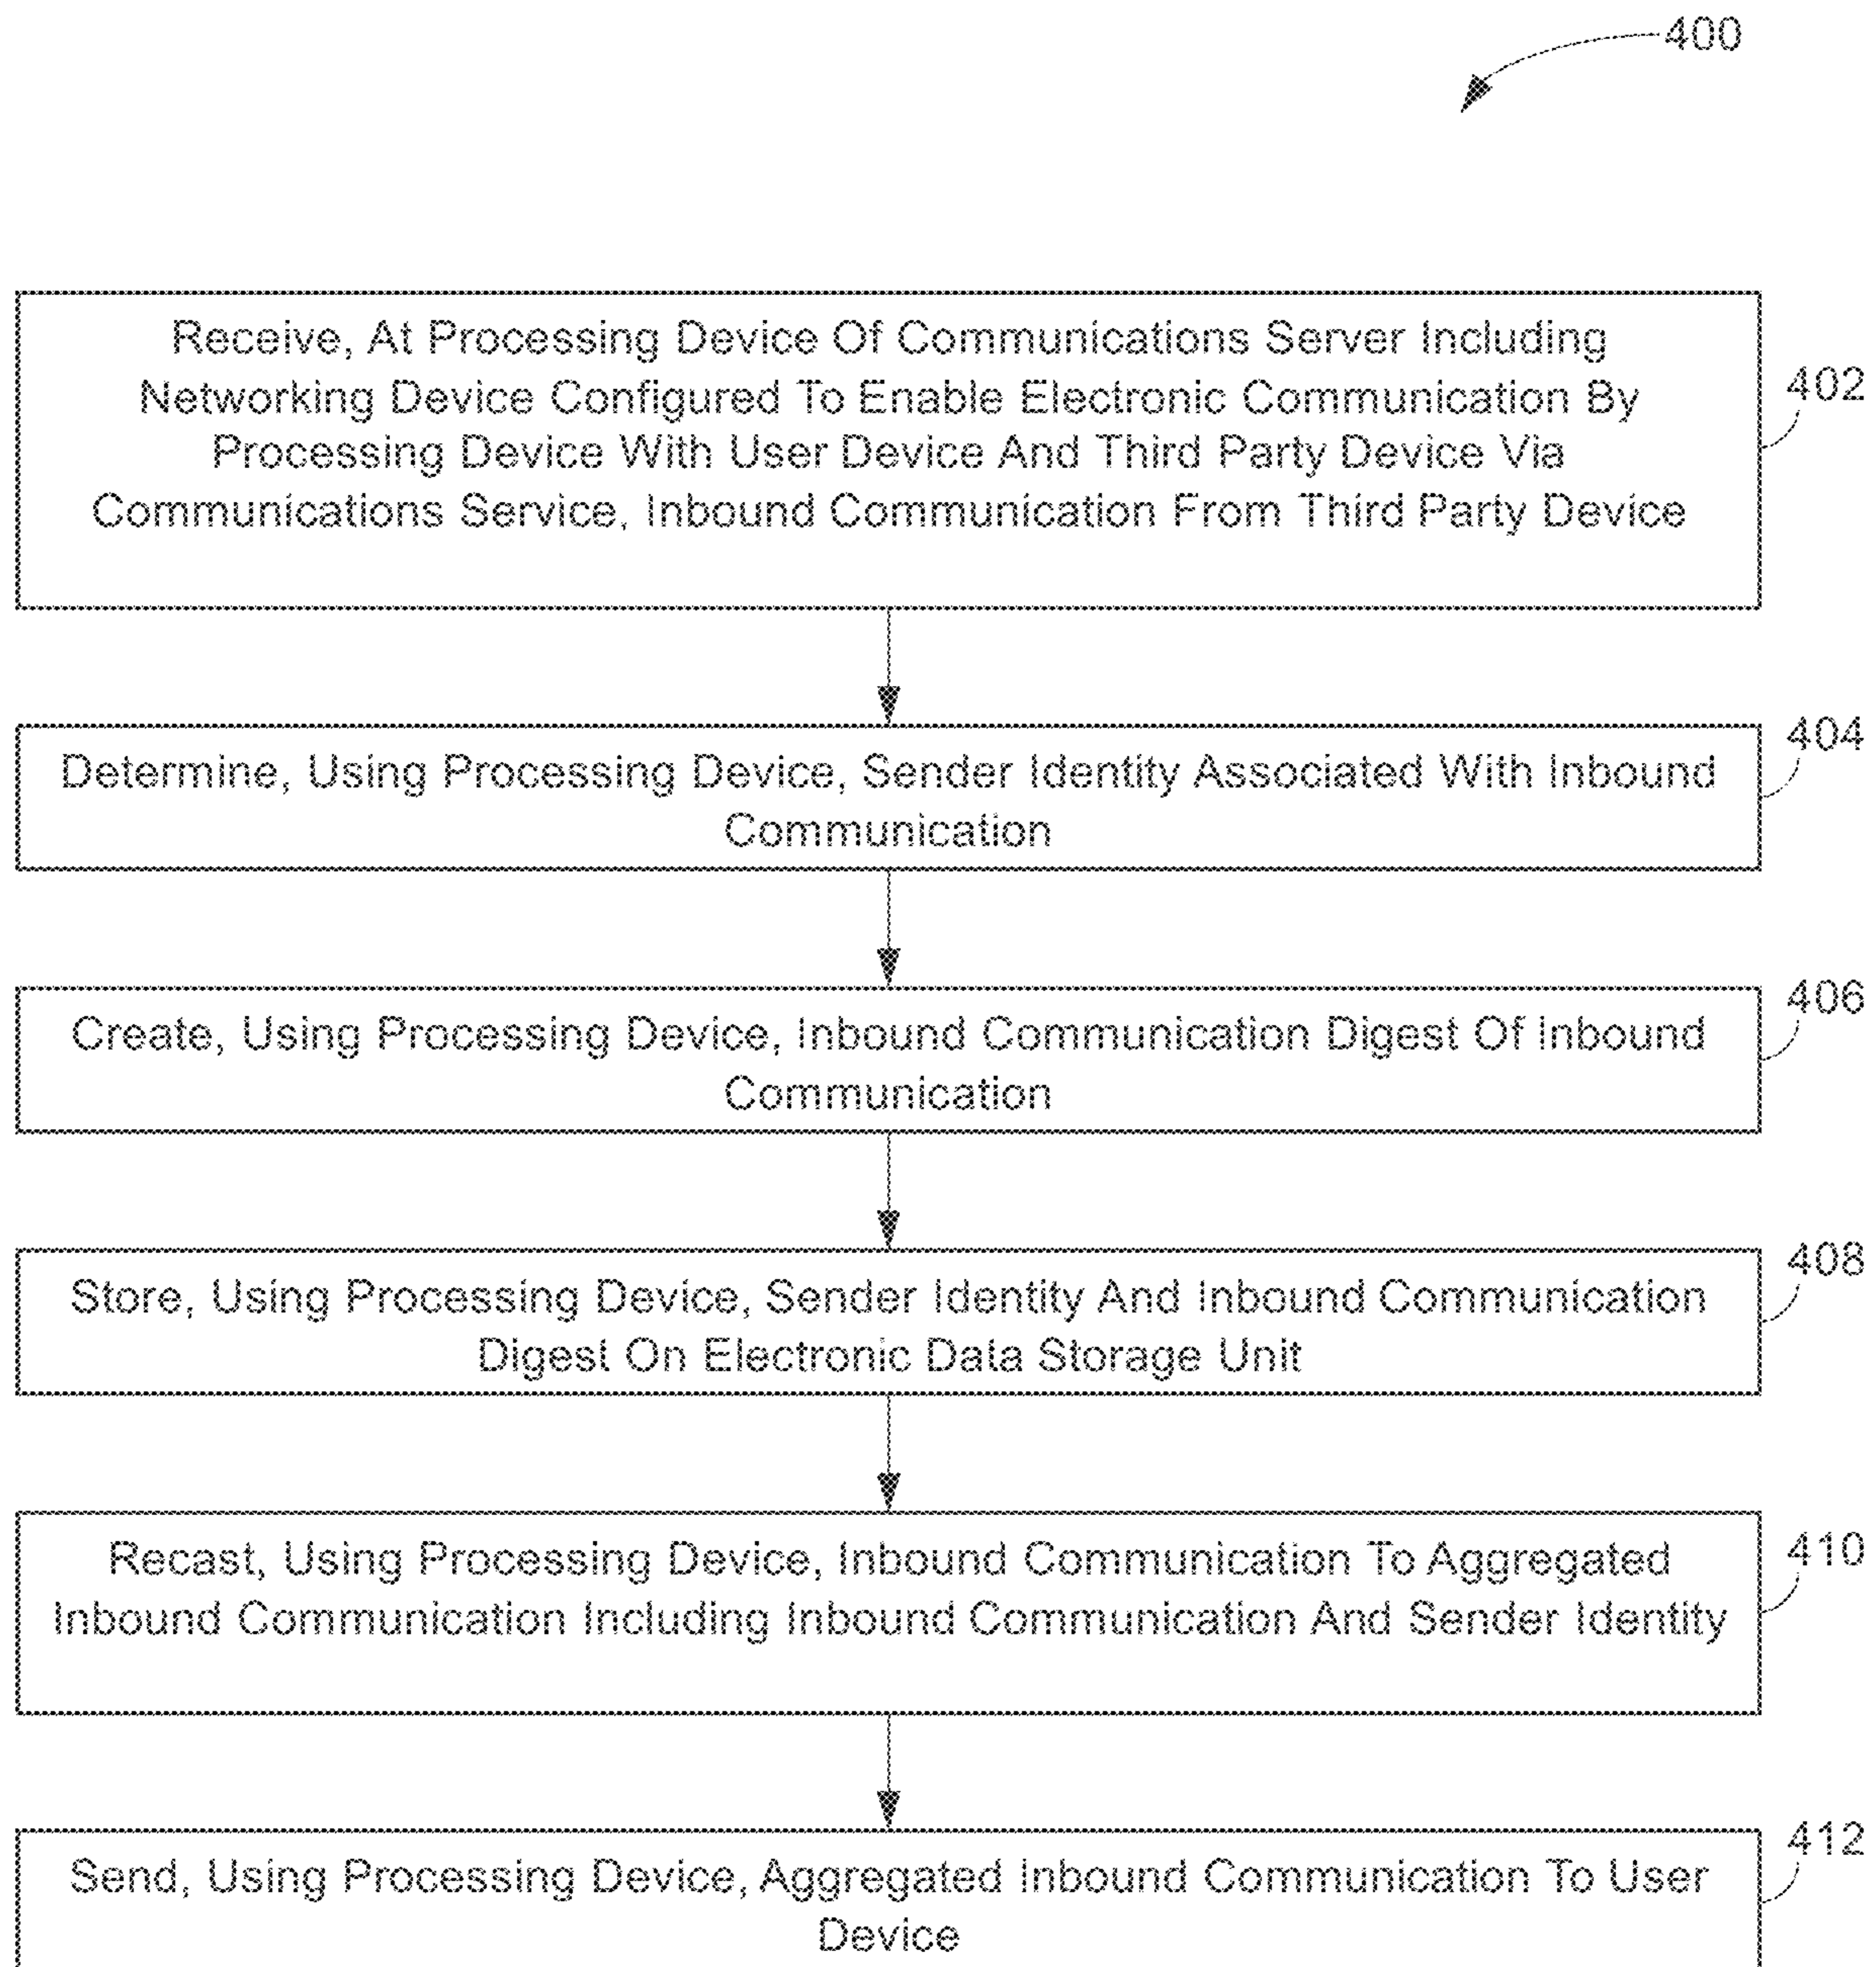 400
Receive, At Processing Device Of Communications Server Including
Networking Device Configured To Enable Electronic Communication By
Processing Device With User Device And Third Party Device Via
Communications Service, Inbound Communication From Third Party Device
402
Determine, Using Processing Device, Sender Identity Associated With Inbound
Communication
404
Create, Using Processing Device, Inbound Communication Digest Of Inbound
Communication
406
Store, Using Processing Device, Sender Identity And Inbound Communication
Digest On Electronic Data Storage Unit
408
Recast, Using Processing Device, Inbound Communication To Aggregated
Inbound Communication Including Inbound Communication And Sender Identity
410
Send, Using Processing Device, Aggregated Inbound Communication To User
Device
412